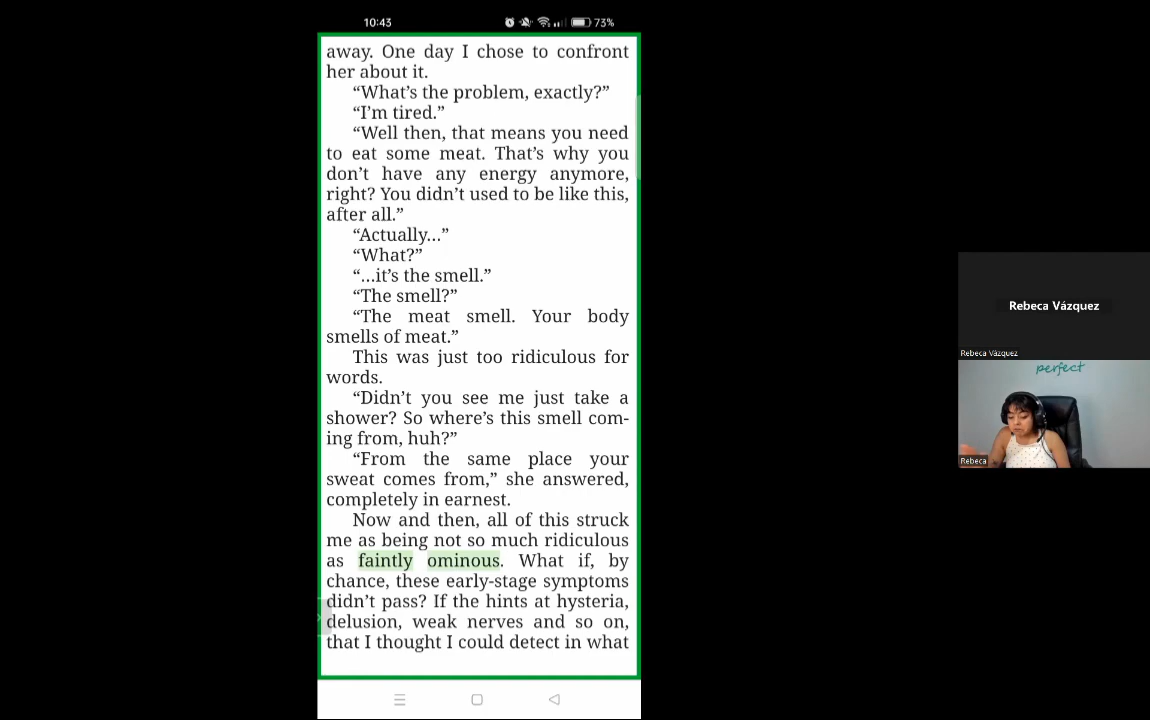 10:43
73%
away. One day I chose to confront
her about it.
“What’s the problem, exactly?”
“I’m tired.”
“Well then, that means you need
to eat some meat. That’s why you
don’t have any energy anymore,
right? You didn’t used to be like this,
after all.”
“Actually…”
“What?”
“…it’s the smell.”
“The smell?”
“The meat smell. Your body
smells of meat.”
This was just too ridiculous for
words.
“Didn’t you see me just take a
shower? So where’s this smell com-
ing from, huh?”
“From the same place your
sweat comes from,” she answered,
completely in earnest.
Now and then, all of this struck
me as being not so much ridiculous
as faintly ominous. What if, by
chance, these early-stage symptoms
didn’t pass? If the hints at hysteria,
delusion, weak nerves and so on,
that I thought I could detect in what
Rebeca Vázquez
Rebeca Vázquez
perfect
Rebeca